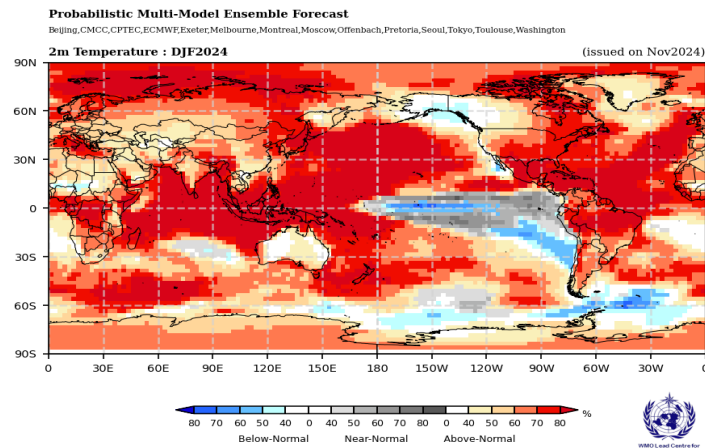 Probabilistic Multi-Model Ensemble Forecast
Beijing,CMCC,CPTEC,ECMWF,Exeter,Melbourne,Montreal,Moscow,Offenbach,Pretoria,Seoul,Tokyo,Toulouse,Washington
2m Temperature : DJF2024 (issued on Nov2024)
90N
60N
30N
0
30S
60S
90S
0 30E 60E 90E 120E 150E 180 150W 120W 90W 60W 30W 0
80 70 60 50 40 0 40 50 60 70 80 0 40 50 60 70 80 %
Below-Normal Near-Normal Above-Normal
WMO Lead Centre for